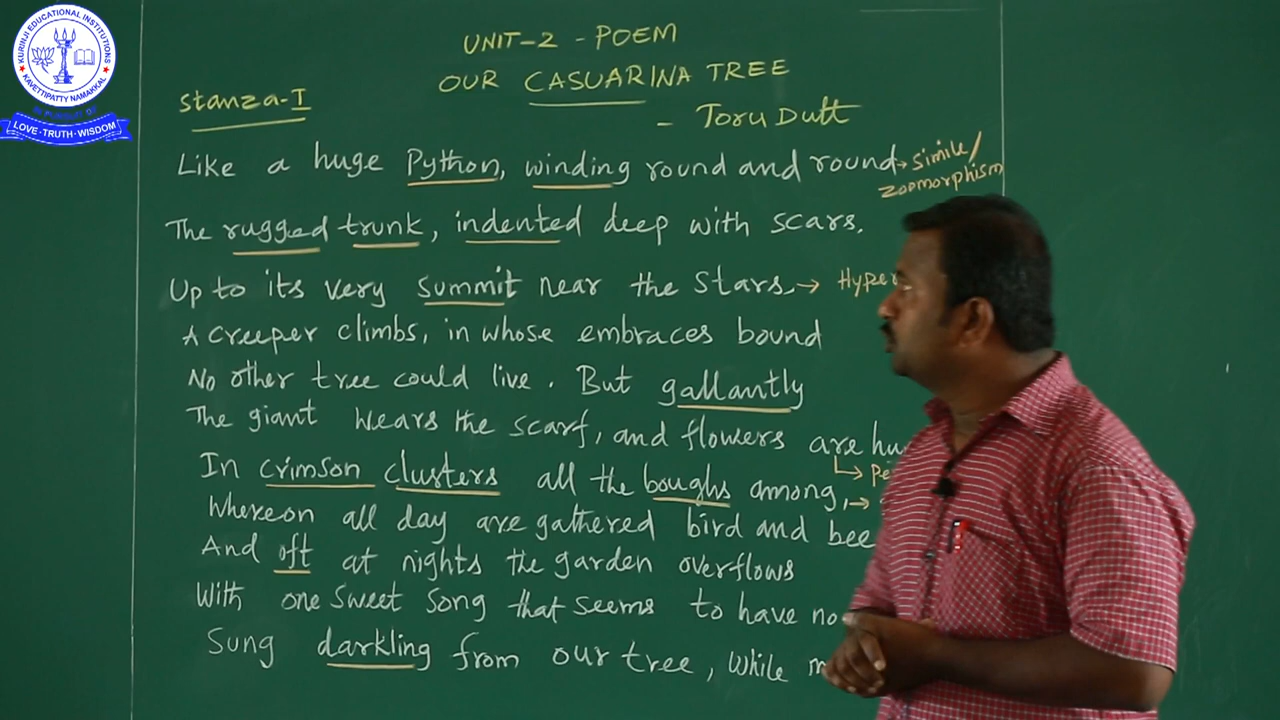 KURINJI EDUCATIONAL INSTITUTIONS
KAVETTIPATTY NAMAKKAL
IN PURSUIT OF
LOVE · TRUTH · WISDOM
UNIT-2 - POEM
OUR CASUARINA TREE
- Toru Dutt
Stanza-I
Like a huge Python, winding round and round → simile/
zoomorphism
The rugged trunk, indented deep with scars.
Up to its very summit near the stars, →
A creeper climbs, in whose embraces bound
No other tree could live. But gallantly
The giant wears the scarf, and flowers are
In crimson clusters all the boughs among, →
Whereon all day are gathered bird and bee
And oft at nights the garden overflows
With one sweet song that seems to have no
Sung darkling from our tree, while